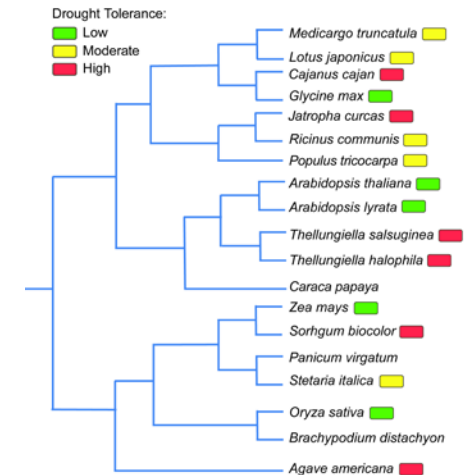 Drought Tolerance:
Low
Moderate
High
Medicargo truncatula
Lotus japonicus
Cajanus cajan
Glycine max
Jatropha curcas
Ricinus communis
Populus tricocarpa
Arabidopsis thaliana
Arabidopsis lyrata
Thellungiella salsuginea
Thellungiella halophila
Caraca papaya
Zea mays
Sorhgum biocolor
Panicum virgatum
Stetaria italica
Oryza sativa
Brachypodium distachyon
Agave americana